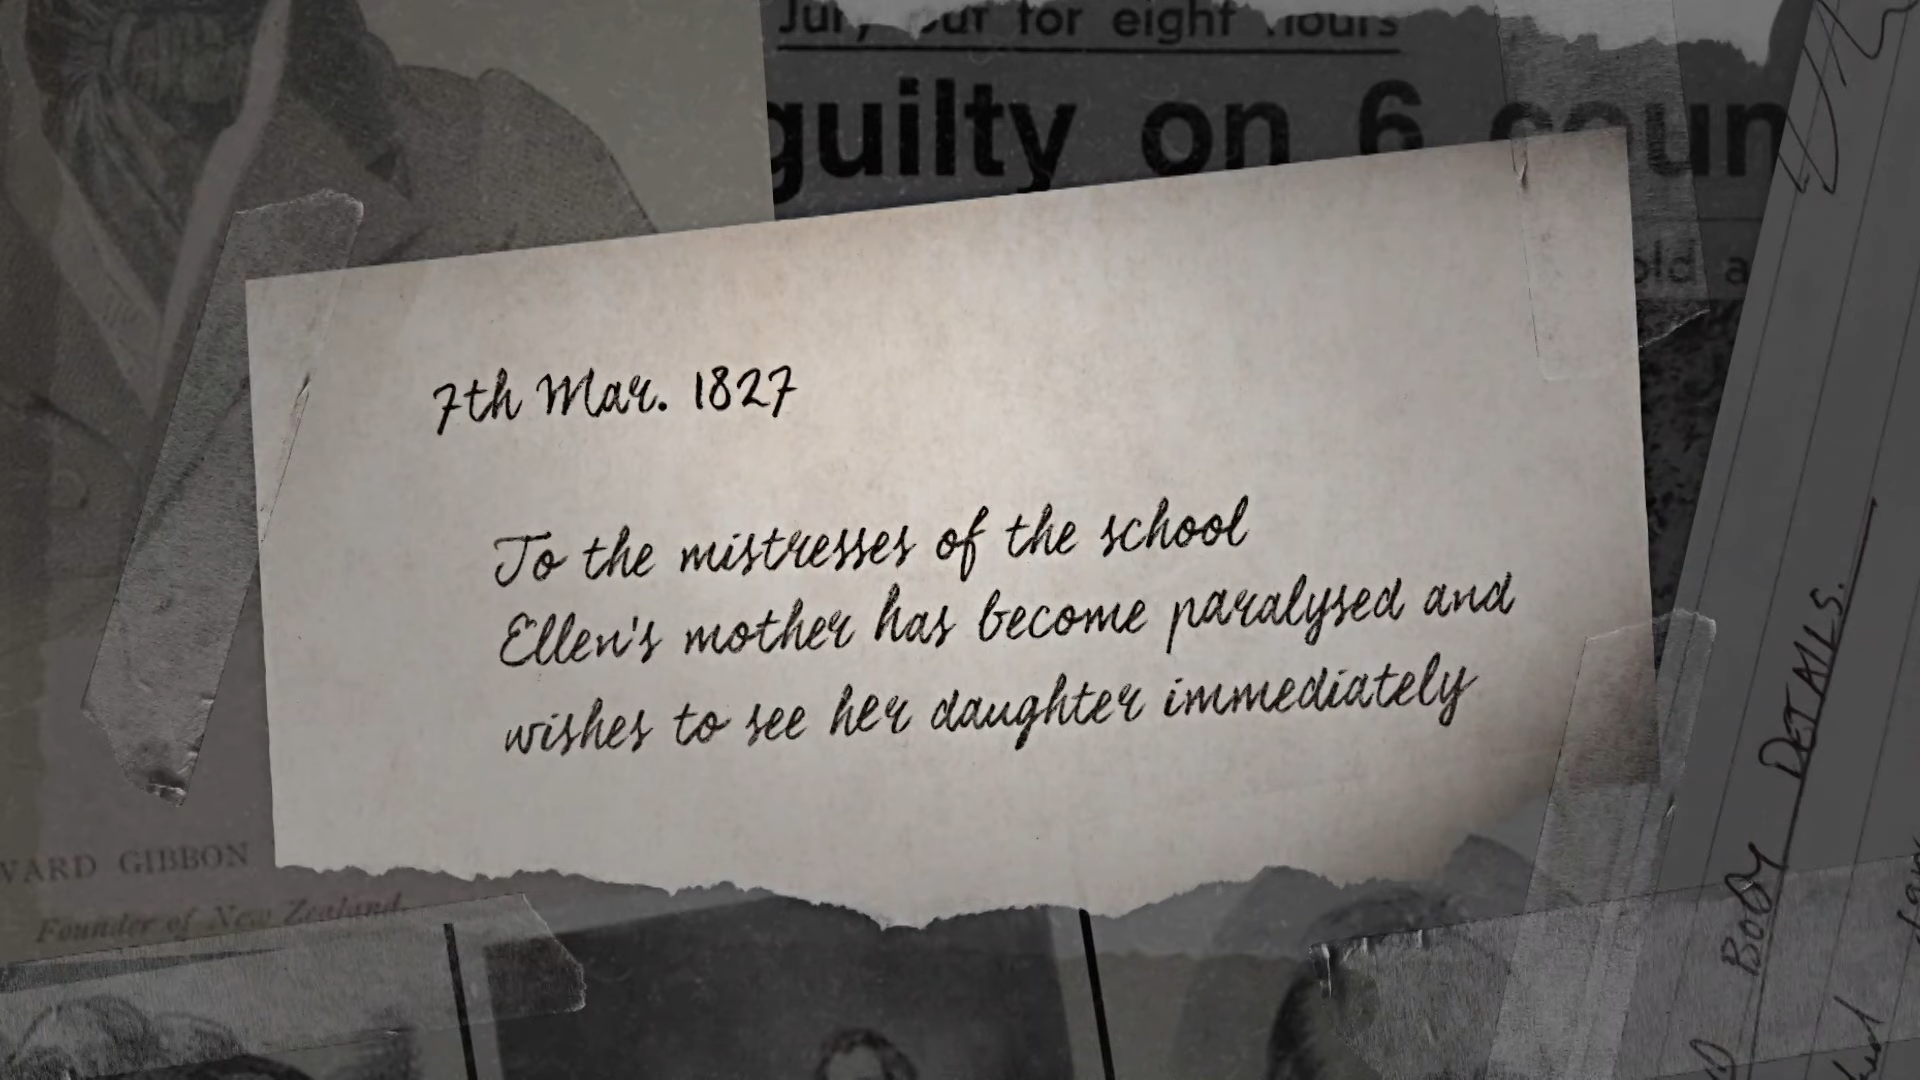 for eight hours
guilty on 6
7th Mar. 1827
To the mistresses of the school
Ellen's mother has become paralysed and
wishes to see her daughter immediately
WARD GIBBON
Founder of New Zealand.
BODY DETAILS.